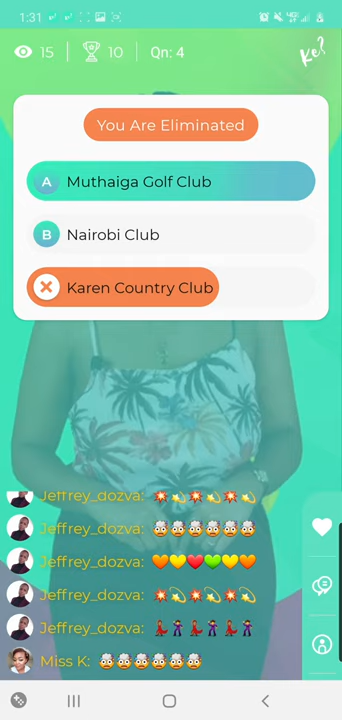 1:31
15 10 Qn: 4 Ke?
You Are Eliminated
A Muthaiga Golf Club
B Nairobi Club
Karen Country Club
Jeffrey_dozva:
Jeffrey_dozva:
Jeffrey_dozva:
Jeffrey_dozva:
Jeffrey_dozva:
Miss K: